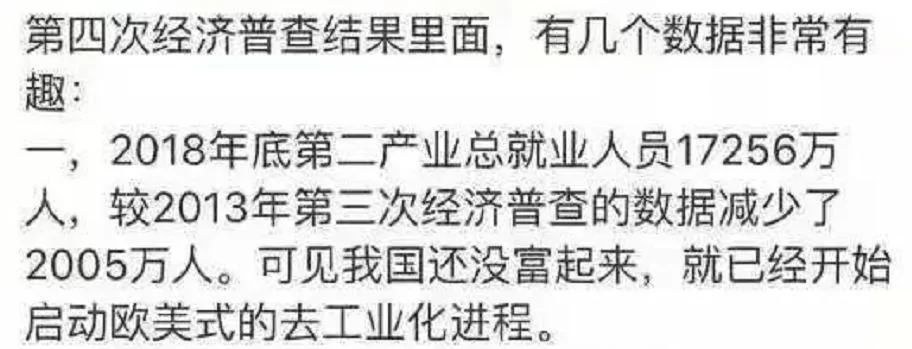 第四次经济普查结果里面，有几个数据非常有
趣：
一，2018年底第二产业总就业人员17256万
人，较2013年第三次经济普查的数据减少了
2005万人。可见我国还没富起来，就已经开始
启动欧美式的去工业化进程。